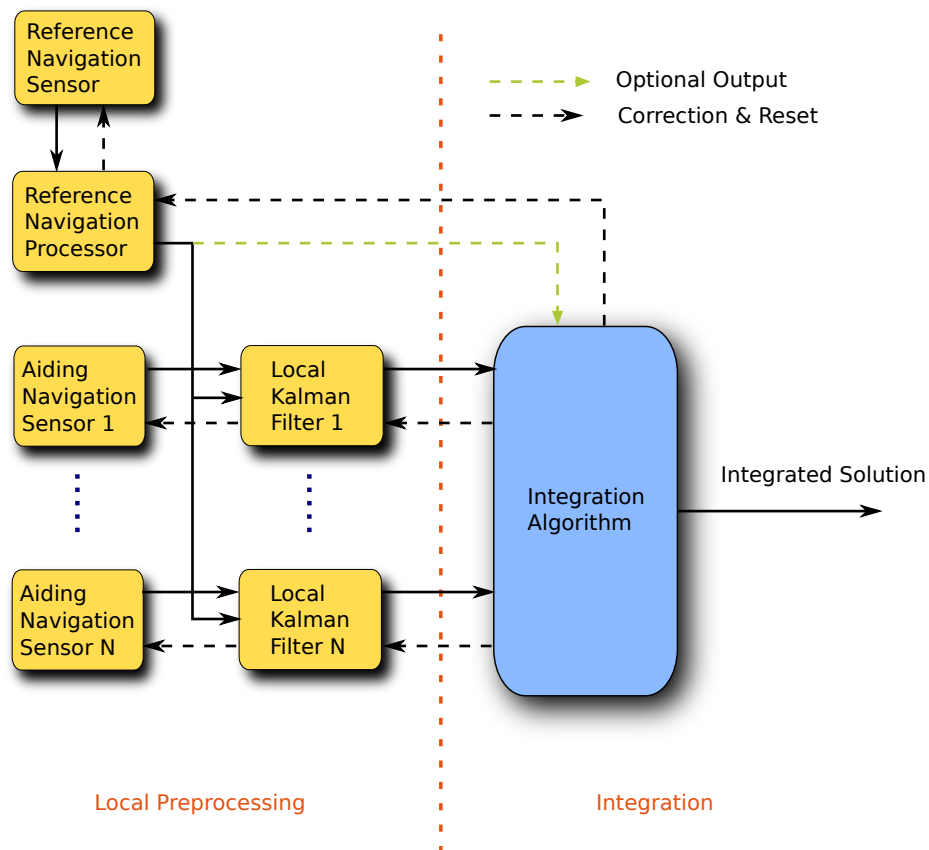 Reference
Navigation
Sensor
Optional Output
Correction & Reset
Reference
Navigation
Processor
Aiding
Navigation
Sensor 1
Local
Kalman
Filter 1
Integration
Algorithm
Integrated Solution
Aiding
Navigation
Sensor N
Local
Kalman
Filter N
Local Preprocessing
Integration